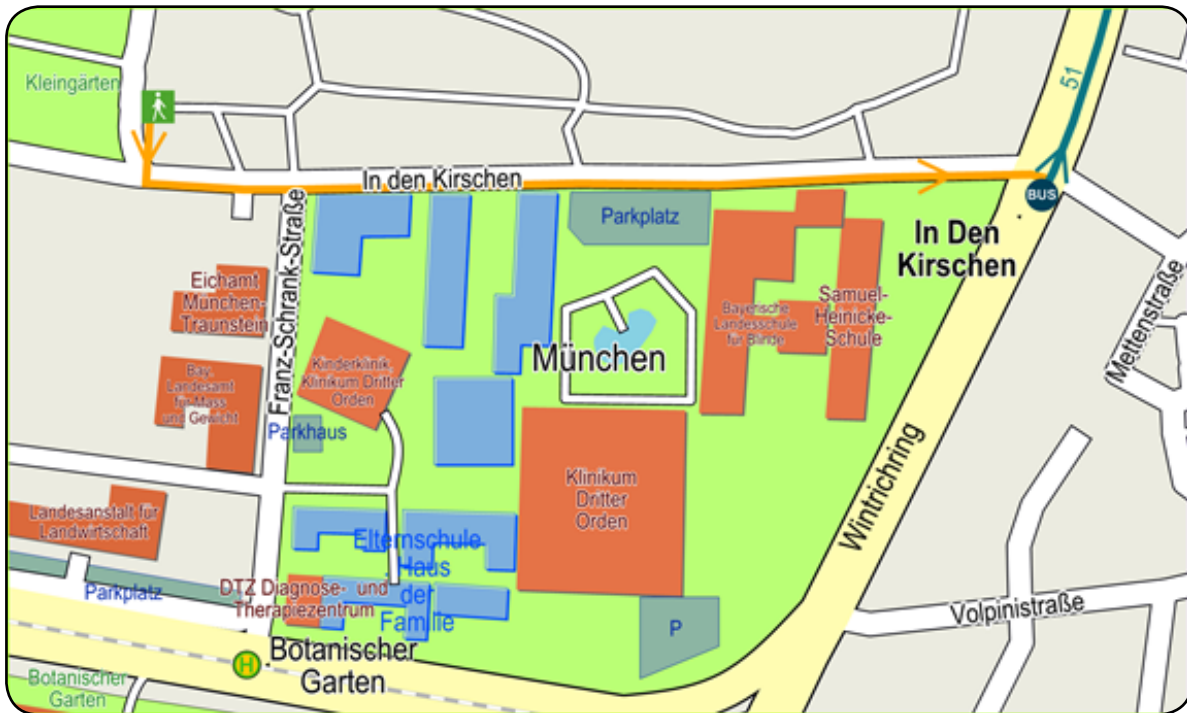 Kleingärten
51
In den Kirschen
BUS
Parkplatz
In Den
Kirschen
Franz-Schrank-Straße
Eichamt
München-
Traunstein
Bayerische
Landesschule
für Blinde
Samuel-
Heinicke-
Schule
Mettenstraße
München
Kinderklinik,
Klinikum Dritter
Orden
Bay.
Landesamt
für Mass
und Gewicht
Parkhaus
Klinikum
Dritter
Orden
Wintrichring
Landesanstalt für
Landwirtschaft
Elternschule
Haus
der
Familie
DTZ Diagnose- und
Therapiezentrum
Parkplatz
P
Volpinistraße
H
Botanischer
Garten
Botanischer
Garten